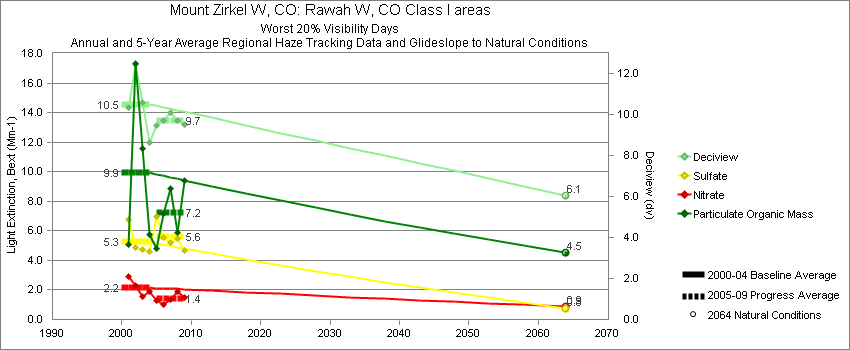 Mount Zirkel W, CO: Rawah W, CO Class I areas
Worst 20% Visibility Days
Annual and 5-Year Average Regional Haze Tracking Data and Glideslope to Natural Conditions
Light Extinction, Bext (Mm-1)
18.0
16.0
14.0
12.0
10.0
8.0
6.0
4.0
2.0
0.0
10.5
9.9
5.3
2.2
9.7
7.2
5.6
1.4
6.1
4.5
0.9
12.0
10.0
8.0
6.0
4.0
2.0
0.0
Deciview (dv)
1990 2000 2010 2020 2030 2040 2050 2060 2070
Deciview
Sulfate
Nitrate
Particulate Organic Mass
2000-04 Baseline Average
2005-09 Progress Average
2064 Natural Conditions